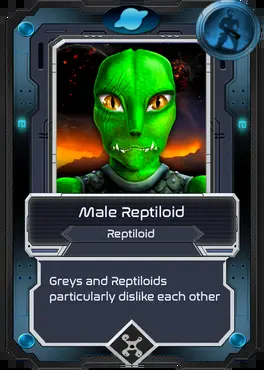 Male Reptiloid
Reptiloid
Greys and Reptiloids
particularly dislike each other